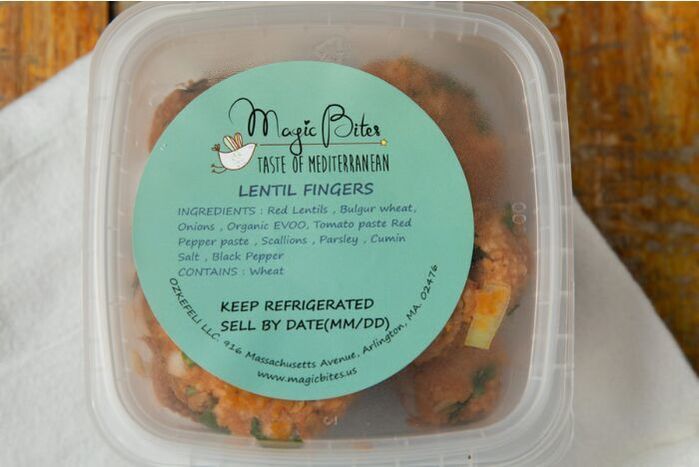 Magic Bites
TASTE OF MEDITERRANEAN
LENTIL FINGERS
INGREDIENTS : Red Lentils , Bulgur wheat,
Onions , Organic EVOO, Tomato paste Red
Pepper paste , Scallions , Parsley , Cumin
Salt , Black Pepper
CONTAINS : Wheat
KEEP REFRIGERATED
SELL BY DATE(MM/DD)
OZKEFELI LLC. 916 Massachusetts Avenue, Arlington, MA. 02476
www.magicbites.us